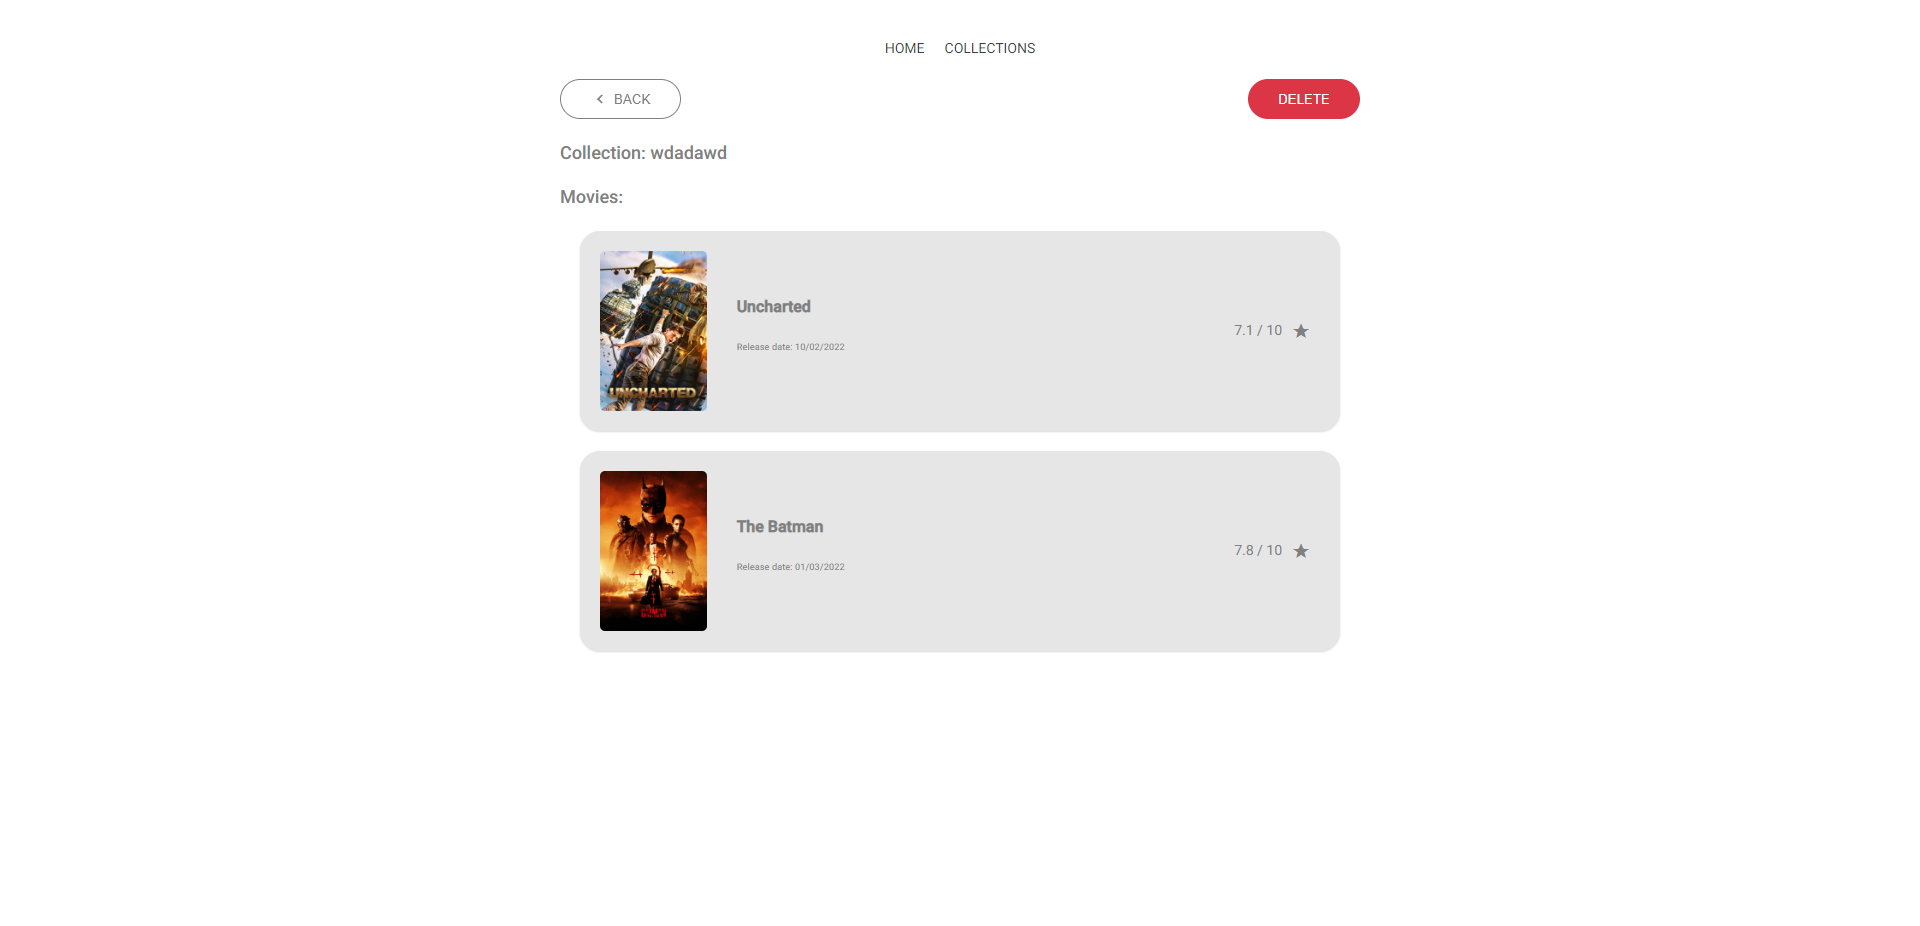 HOME COLLECTIONS
BACK DELETE
Collection: wdadawd
Movies:
UNCHARTED
Uncharted
Release date: 10/02/2022
7.1 / 10
The Batman
Release date: 01/03/2022
7.8 / 10